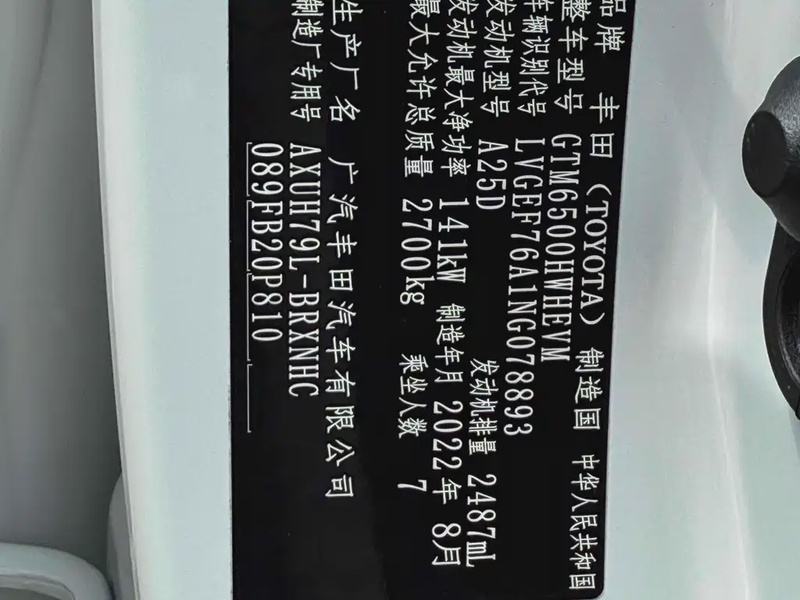 品牌 丰田 (TOYOTA) 制造国 中华人民共和国
整车型号 GTM6500HWHEVM
车辆识别代号 LVGEF76A1NG078893
发动机型号 A25D 发动机排量 2487mL
发动机最大净功率 141kW 制造年月 2022年 8月
最大允许总质量 2700kg 乘坐人数 7
生产厂名 广汽丰田汽车有限公司
制造厂专用号 AXUH79L-BRXNHC
089FB20P810